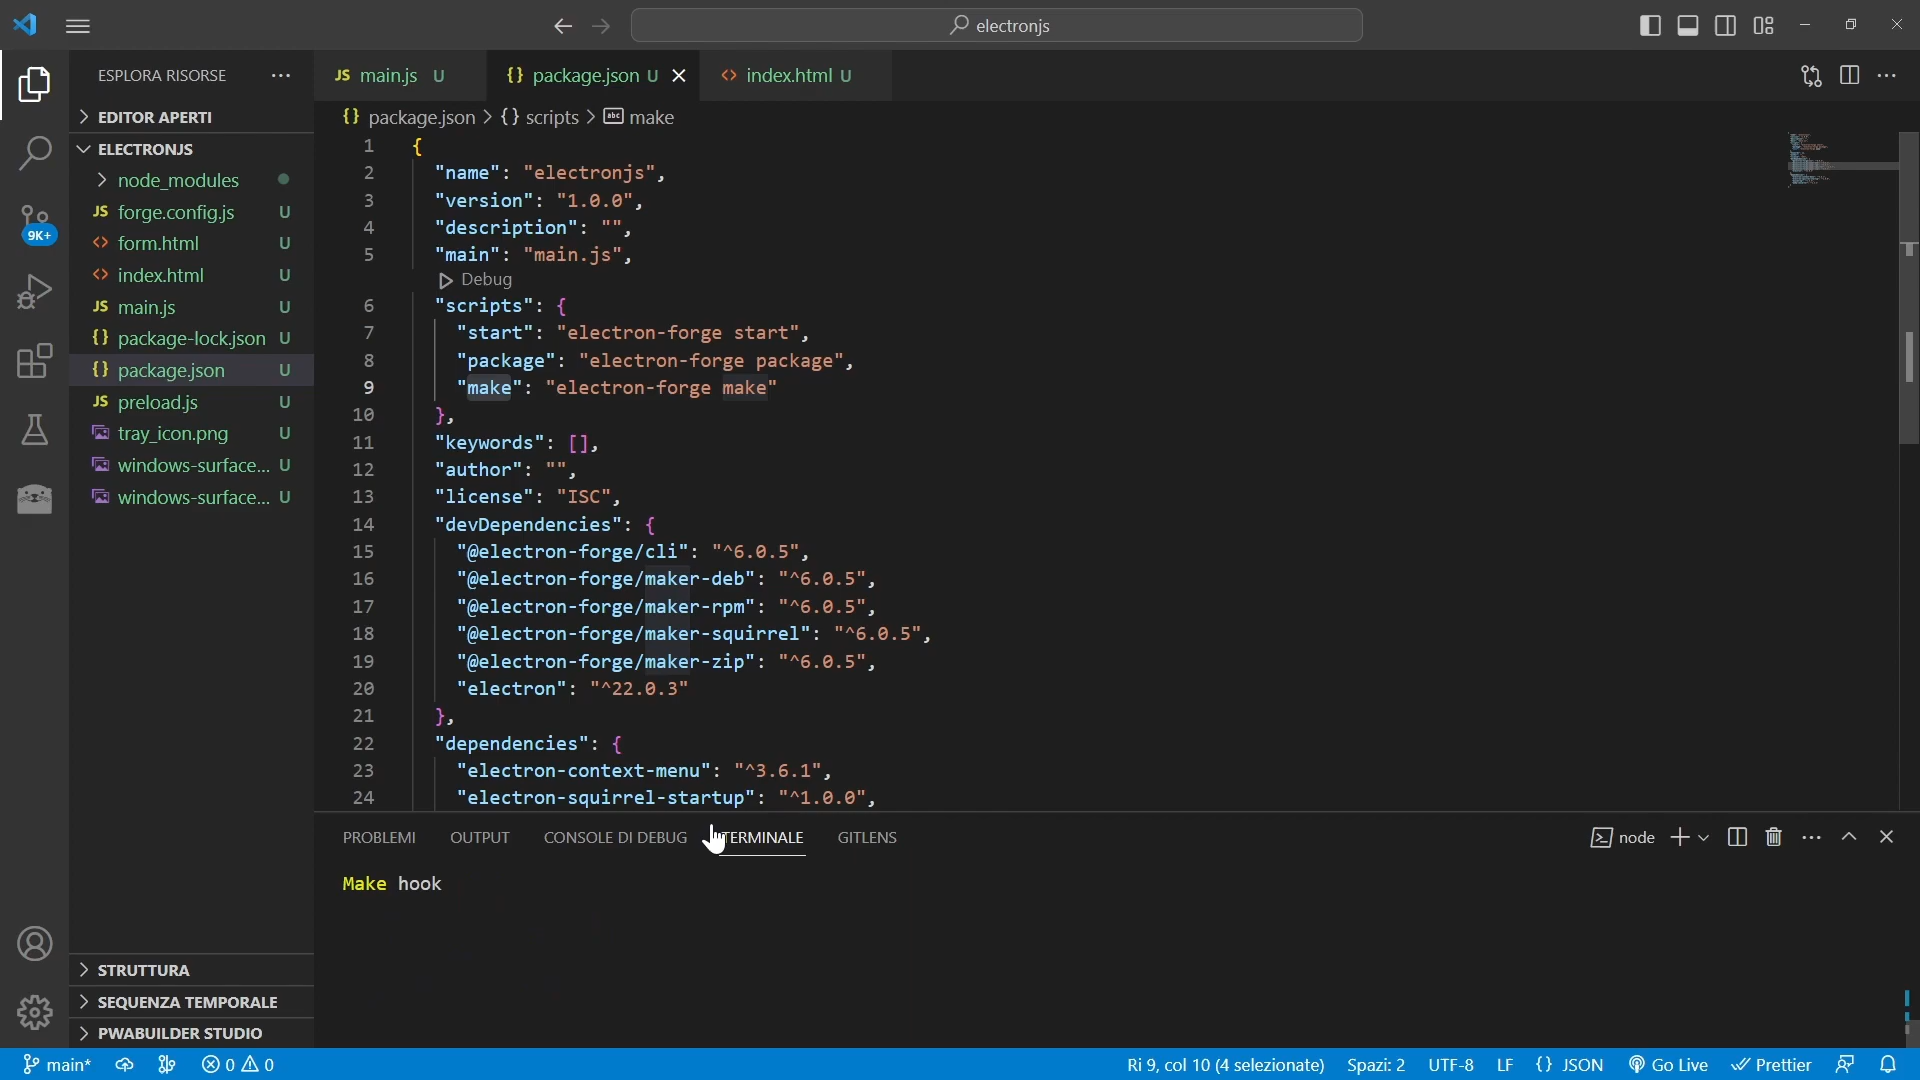 electronjs
ESPLORA RISORSE
EDITOR APERTI
ELECTRONJS
node_modules
JS forge.config.js U
<> form.html U
<> index.html U
JS main.js U
{} package-lock.json U
{} package.json U
JS preload.js U
tray_icon.png U
windows-surface... U
windows-surface... U
9K+
STRUTTURA
SEQUENZA TEMPORALE
PWABUILDER STUDIO
JS main.js U
{} package.json U
<> index.html U
{} package.json > {} scripts > abc make
1 {
2 "name": "electronjs",
3 "version": "1.0.0",
4 "description": "",
5 "main": "main.js",
Debug
6 "scripts": {
7 "start": "electron-forge start",
8 "package": "electron-forge package",
9 "make": "electron-forge make"
10 },
11 "keywords": [],
12 "author": "",
13 "license": "ISC",
14 "devDependencies": {
15 "@electron-forge/cli": "^6.0.5",
16 "@electron-forge/maker-deb": "^6.0.5",
17 "@electron-forge/maker-rpm": "^6.0.5",
18 "@electron-forge/maker-squirrel": "^6.0.5",
19 "@electron-forge/maker-zip": "^6.0.5",
20 "electron": "^22.0.3"
21 },
22 "dependencies": {
23 "electron-context-menu": "^3.6.1",
24 "electron-squirrel-startup": "^1.0.0",
PROBLEMI OUTPUT CONSOLE DI DEBUG TERMINALE GITLENS
node
Make hook
main* 0 0 Ri 9, col 10 (4 selezionate) Spazi: 2 UTF-8 LF {} JSON Go Live Prettier